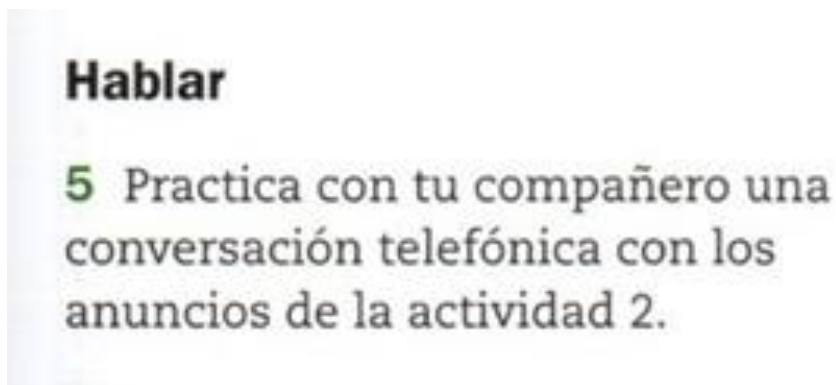 Hablar
5 Practica con tu compañero una
conversación telefónica con los
anuncios de la actividad 2.